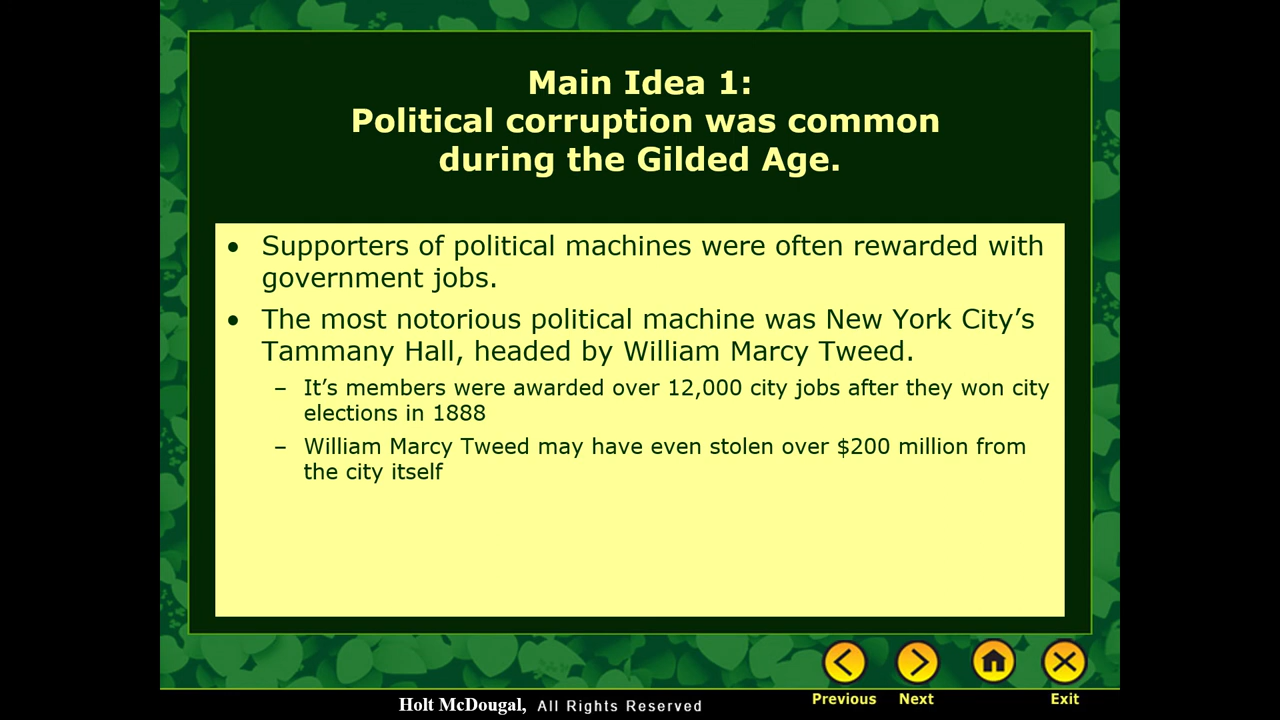 Main Idea 1:
Political corruption was common
during the Gilded Age.
• Supporters of political machines were often rewarded with
government jobs.
• The most notorious political machine was New York City’s
Tammany Hall, headed by William Marcy Tweed.
– It’s members were awarded over 12,000 city jobs after they won city
elections in 1888
– William Marcy Tweed may have even stolen over $200 million from
the city itself
Previous Next Exit
Holt McDougal, All Rights Reserved